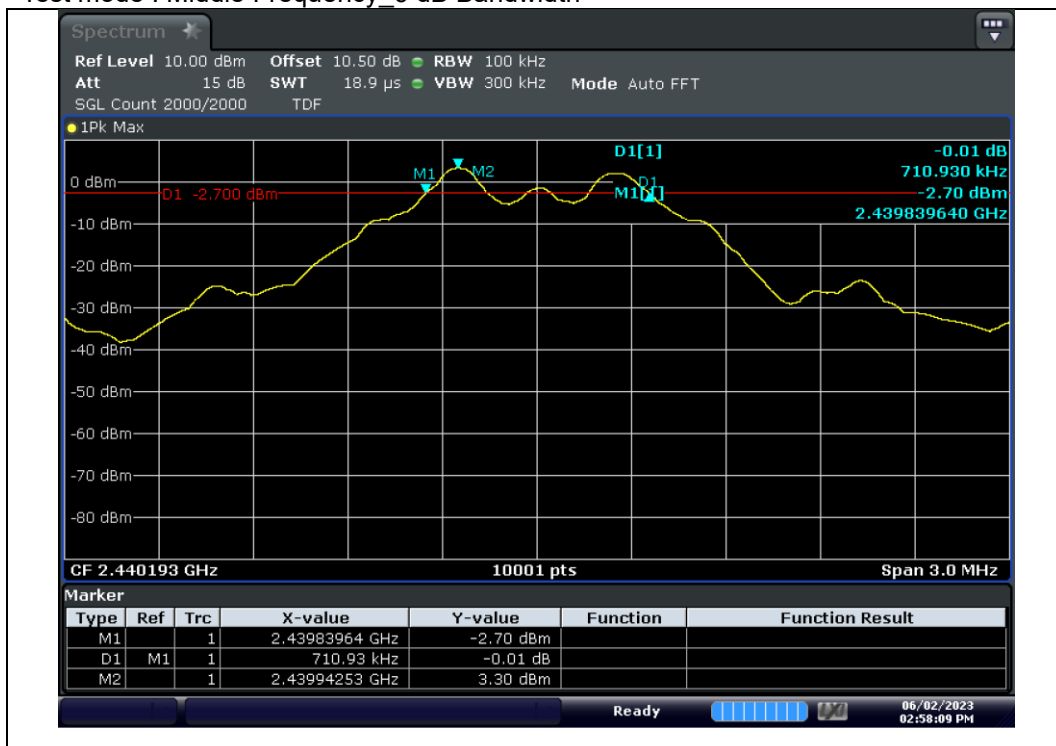 Test mode : Middle Frequency_6 dB Bandwidth
Spectrum
Ref Level 10.00 dBm Offset 10.50 dB RBW 100 kHz
Att 15 dB SWT 18.9 µs VBW 300 kHz Mode Auto FFT
SGL Count 2000/2000 TDF
1Pk Max
D1[1] -0.01 dB
710.930 kHz
M1[1] -2.70 dBm
2.439839640 GHz
M1
M2
D1
0 dBm
D1 -2.700 dBm
-10 dBm
-20 dBm
-30 dBm
-40 dBm
-50 dBm
-60 dBm
-70 dBm
-80 dBm
CF 2.440193 GHz 10001 pts Span 3.0 MHz
Marker
Type Ref Trc X-value Y-value Function Function Result
M1 1 2.43983964 GHz -2.70 dBm
D1 M1 1 710.93 kHz -0.01 dB
M2 1 2.43994253 GHz 3.30 dBm
Ready 06/02/2023
02:58:09 PM